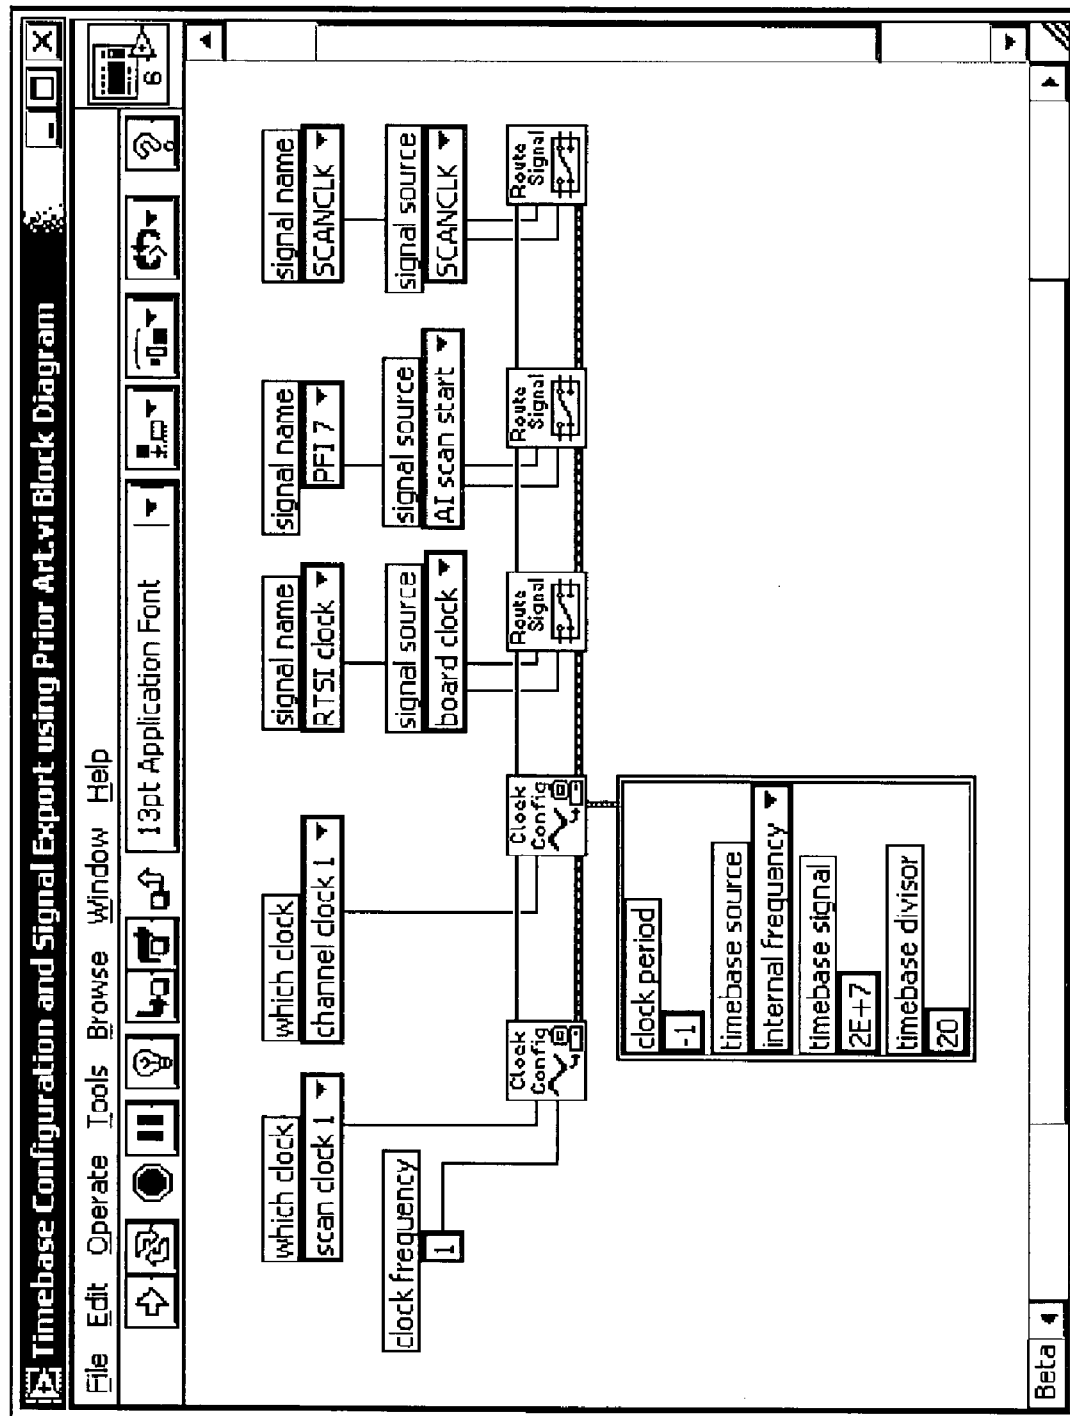 Timebase Configuration and Signal Export using Prior Art.vi Block Diagram
File Edit Operate Tools Browse Window Help
13pt Application Font
6
which clock
scan clock 1
which clock
channel clock 1
signal name
RTSI clock
signal name
PFI 7
signal name
SCANCLK
clock frequency
1
signal source
board clock
signal source
AI scan start
signal source
SCANCLK
Clock
Config
Clock
Config
Route
Signal
Route
Signal
Route
Signal
clock period
-1
timebase source
internal frequency
timebase signal
2E+7
timebase divisor
20
Beta